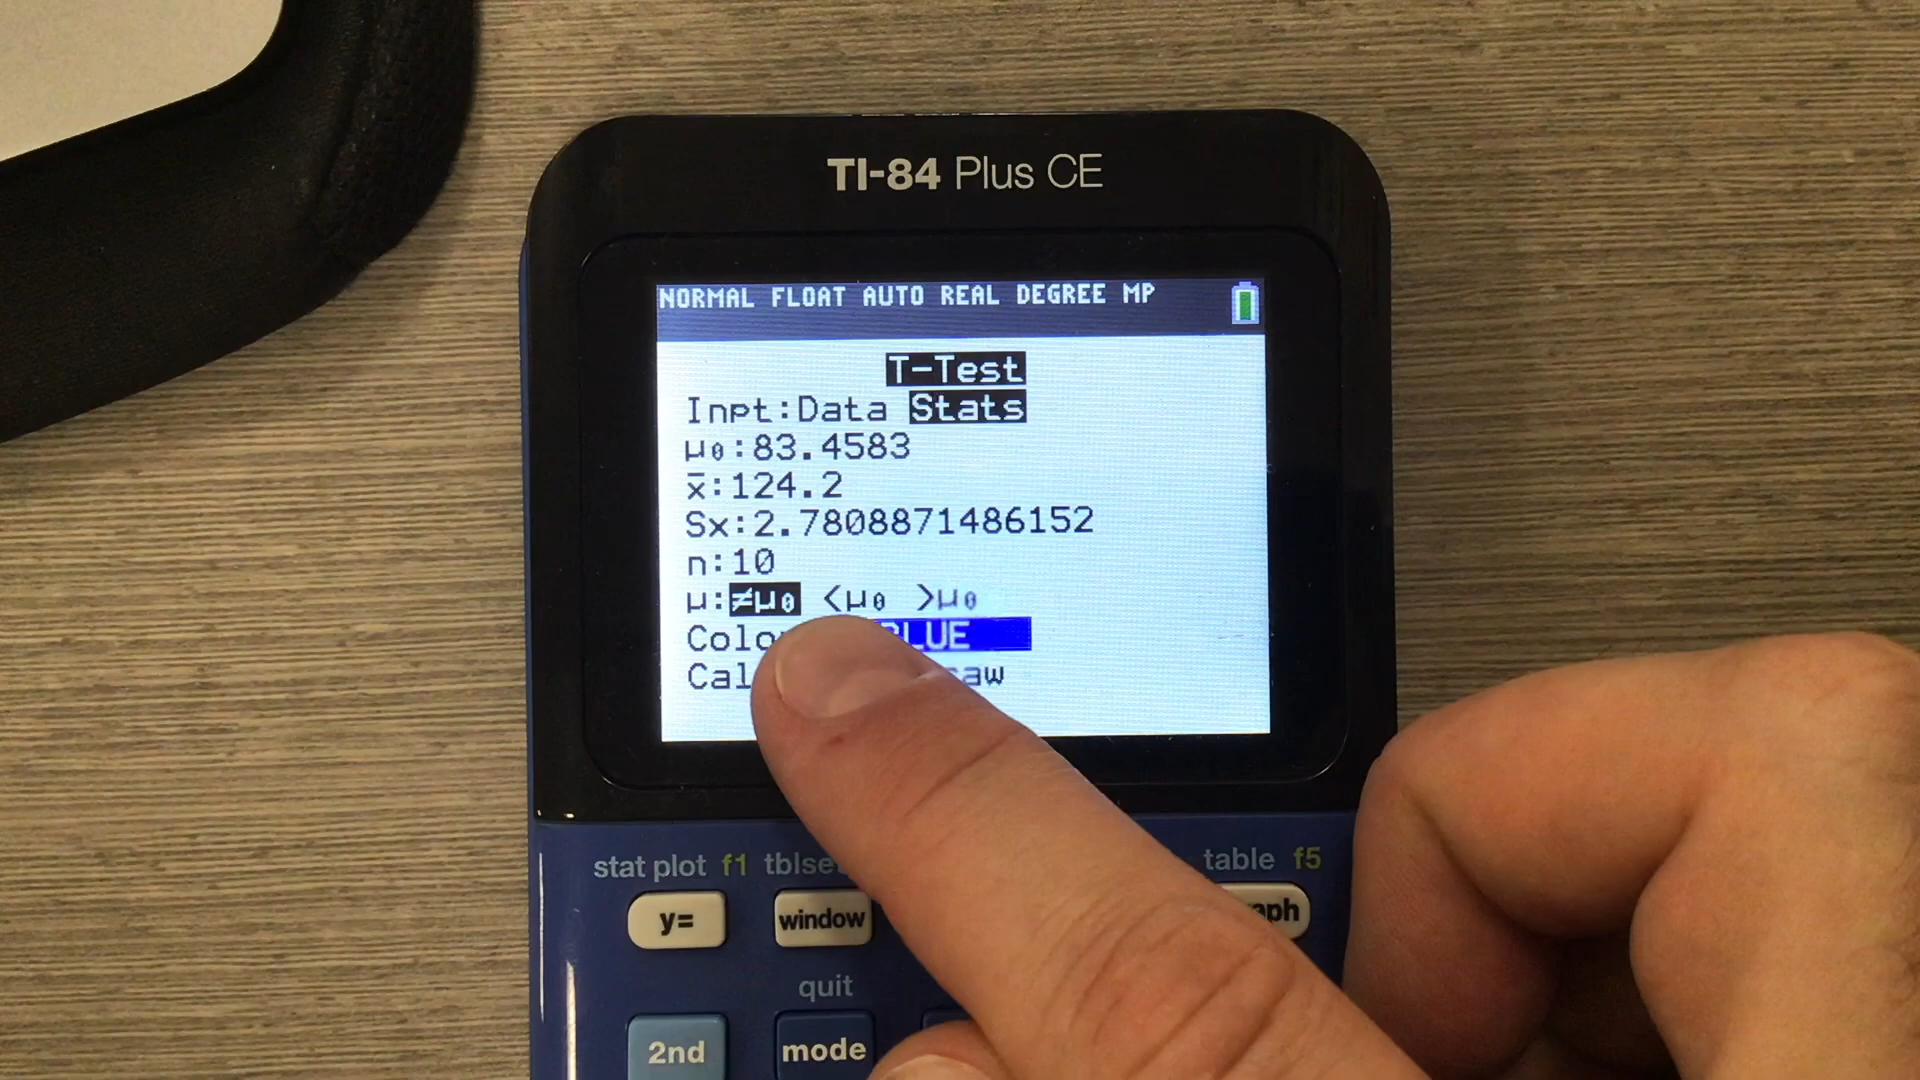 TI-84 Plus CE
NORMAL FLOAT AUTO REAL DEGREE MP
T-Test
Inpt:Data Stats
μ0:83.4583
x̄:124.2
Sx:2.7808871486152
n:10
μ:≠μ0 <μ0 >μ0
stat plot f1 table f5
y= window
quit
2nd mode